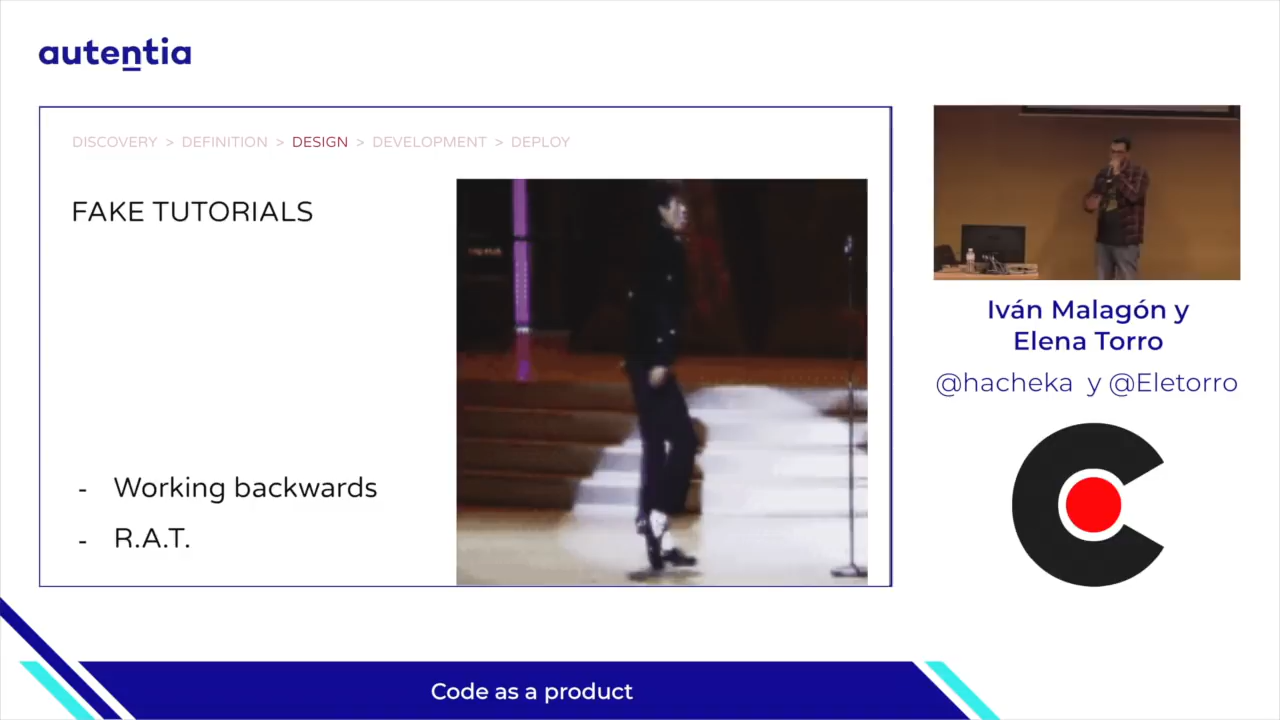 autentia
DISCOVERY > DEFINITION > DESIGN > DEVELOPMENT > DEPLOY
FAKE TUTORIALS
- Working backwards
- R.A.T.
Iván Malagón y
Elena Torro
@hacheka y @Eletorro
Code as a product